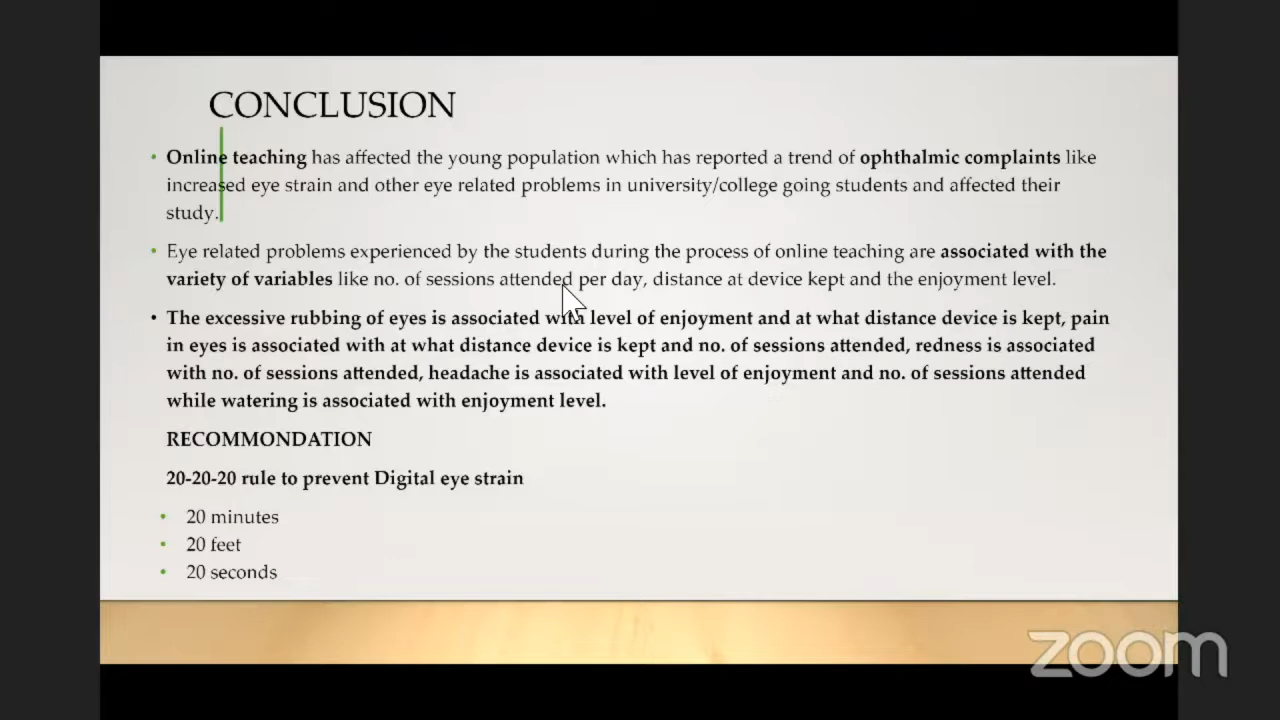 CONCLUSION
• Online teaching has affected the young population which has reported a trend of ophthalmic complaints like
increased eye strain and other eye related problems in university/college going students and affected their
study.
• Eye related problems experienced by the students during the process of online teaching are associated with the
variety of variables like no. of sessions attended per day, distance at device kept and the enjoyment level.
• The excessive rubbing of eyes is associated with level of enjoyment and at what distance device is kept, pain
in eyes is associated with at what distance device is kept and no. of sessions attended, redness is associated
with no. of sessions attended, headache is associated with level of enjoyment and no. of sessions attended
while watering is associated with enjoyment level.
RECOMMONDATION
20-20-20 rule to prevent Digital eye strain
• 20 minutes
• 20 feet
• 20 seconds
zoom